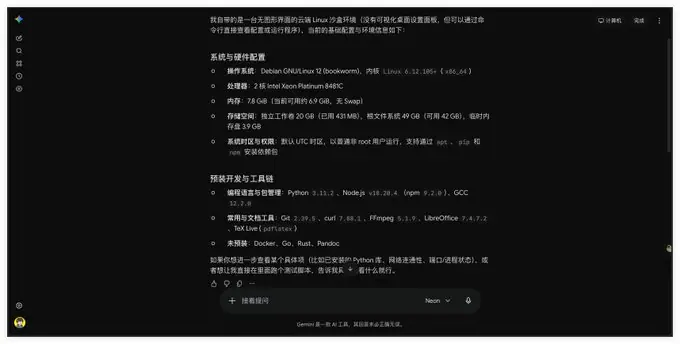 我自带的是一台无图形界面的云端 Linux 沙盒环境（没有可视化桌面设置面板，但可以通过命
令行直接查看配置或运行程序），当前的基础配置与环境信息如下：
计算机
完成
系统与硬件配置
操作系统：Debian GNU/Linux 12 (bookworm)，内核 Linux 6.12.105+ (x86_64)
处理器：2 核 Intel Xeon Platinum 8481C
内存：7.8 GiB（当前可用约 6.9 GiB，无 Swap）
存储空间：独立工作卷 20 GB（已用 431 MB），根文件系统 49 GB（可用 42 GB），临时内
存盘 3.9 GB
系统时区与权限：默认 UTC 时区，以普通非 root 用户运行，支持通过 apt 、 pip 和
npm 安装依赖包
预装开发与工具链
编程语言与包管理：Python 3.11.2 、Node.js v18.20.4 （npm 9.2.0 ）、GCC
12.2.0
常用与文档工具：Git 2.39.5 、curl 7.88.1 、FFmpeg 5.1.9 、LibreOffice 7.4.7.2
、TeX Live ( pdflatex )
未预装：Docker、Go、Rust、Pandoc
如果你想进一步查看某个具体项（比如已安装的 Python 库、网络连通性、端口/进程状态），或
者想让我直接在里面跑个测试脚本，告诉我 看什么就行。
接着提问
Neon
Gemini 是一款 AI 工具，其回答未必正确无误。